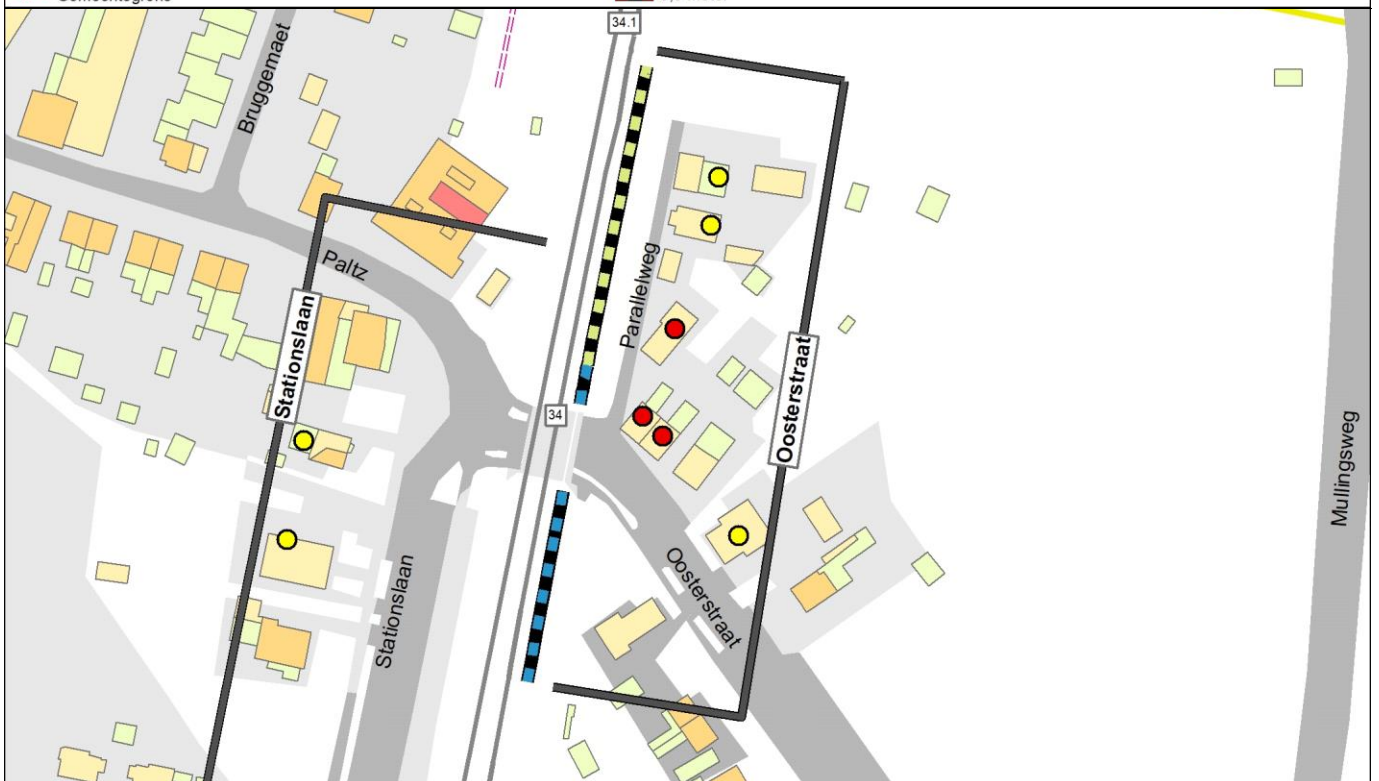 34.1
Bruggemaet
Paltz
Parallelweg
Stationslaan
Oosterstraat
34
Mullingsweg
Oosterstraat
Stationslaan